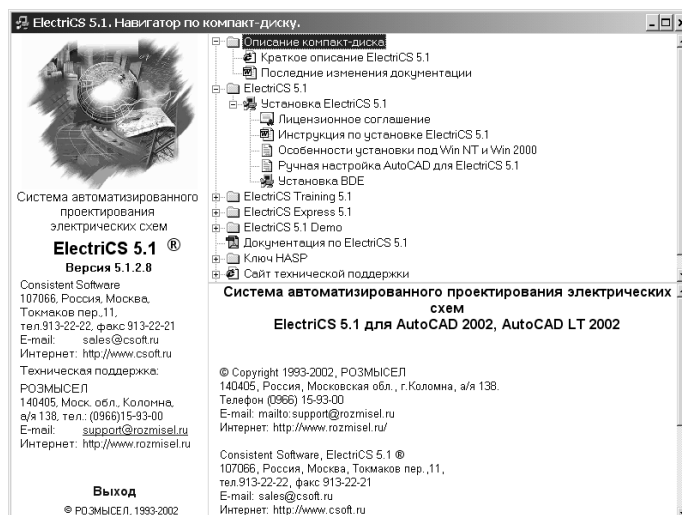 ElectriCS 5.1. Навигатор по компакт-диску.
Описание компакт-диска
Краткое описание ElectriCS 5.1
Последние изменения документации
ElectriCS 5.1
Установка ElectriCS 5.1
Лицензионное соглашение
Инструкция по установке ElectriCS 5.1
Особенности установки под Win NT и Win 2000
Ручная настройка AutoCAD для ElectriCS 5.1
Установка BDE
ElectriCS Training 5.1
ElectriCS Express 5.1
ElectriCS 5.1 Demo
Документация по ElectriCS 5.1
Ключ HASP
Сайт технической поддержки
Система автоматизированного
проектирования
электрических схем
ElectriCS 5.1 ®
Версия 5.1.2.8
Consistent Software
107066, Россия, Москва,
Токмаков пер.,11,
тел.913-22-22, факс 913-22-21
E-mail: sales@csoft.ru
Интернет: http://www.csoft.ru
Техническая поддержка:
РОЗМЫСЕЛ
140405, Моск. обл., Коломна,
а/я 138, тел.: (0966)15-93-00
E-mail: support@rozmisel.ru
Интернет: www.rozmisel.ru
Выход
© РОЗМЫСЕЛ, 1993-2002
Система автоматизированного проектирования электрических
схем
ElectriCS 5.1 для AutoCAD 2002, AutoCAD LT 2002
© Copyright 1993-2002, РОЗМЫСЕЛ
140405, Россия, Московская обл., г.Коломна, а/я 138.
Телефон (0966) 15-93-00
E-mail: mailto:support@rozmisel.ru
Интернет: http://www.rozmisel.ru/
Consistent Software, ElectriCS 5.1 ®
107066, Россия, Москва, Токмаков пер.,11,
тел.913-22-22, факс 913-22-21
E-mail: sales@csoft.ru
Интернет: http://www.csoft.ru